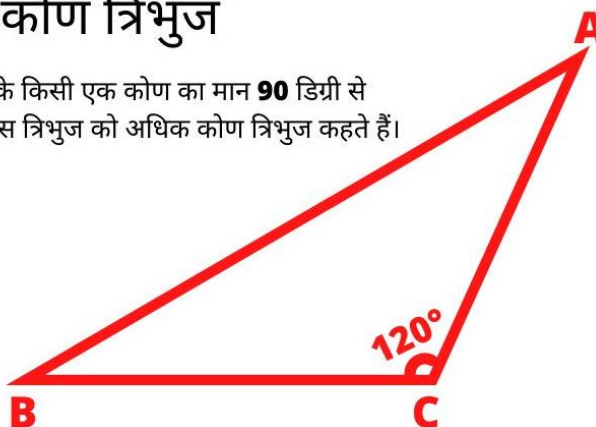 कोण त्रिभुज
के किसी एक कोण का मान 90 डिग्री से
स त्रिभुज को अधिक कोण त्रिभुज कहते हैं।
A
120°
B
C